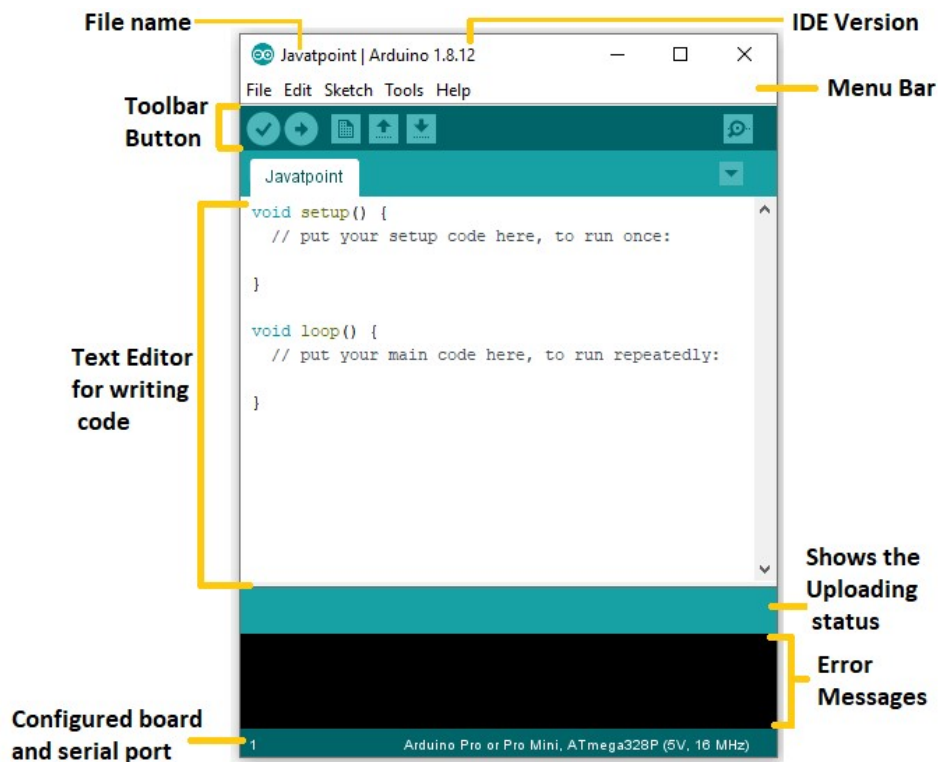 File name
IDE Version
Javatpoint | Arduino 1.8.12
File Edit Sketch Tools Help
Menu Bar
Toolbar
Button
Javatpoint
void setup() {
// put your setup code here, to run once:
}
void loop() {
// put your main code here, to run repeatedly:
}
Text Editor
for writing
code
Shows the
Uploading
status
Error
Messages
Configured board
and serial port
1
Arduino Pro or Pro Mini, ATmega328P (5V, 16 MHz)